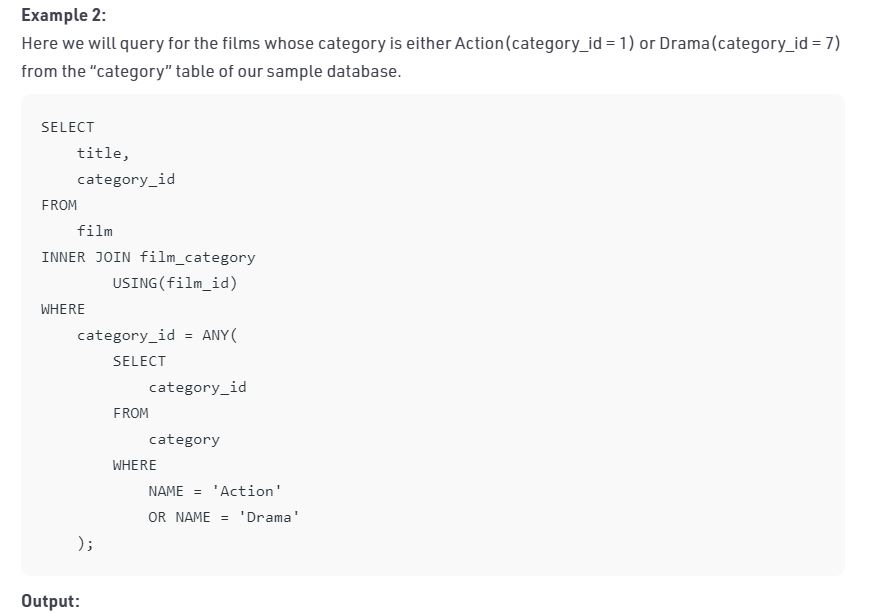 Example 2:
Here we will query for the films whose category is either Action(category_id = 1) or Drama(category_id = 7)
from the “category” table of our sample database.
SELECT
    title,
    category_id
FROM
    film
INNER JOIN film_category
        USING(film_id)
WHERE
    category_id = ANY(
        SELECT
            category_id
        FROM
            category
        WHERE
            NAME = 'Action'
            OR NAME = 'Drama'
    );
Output: